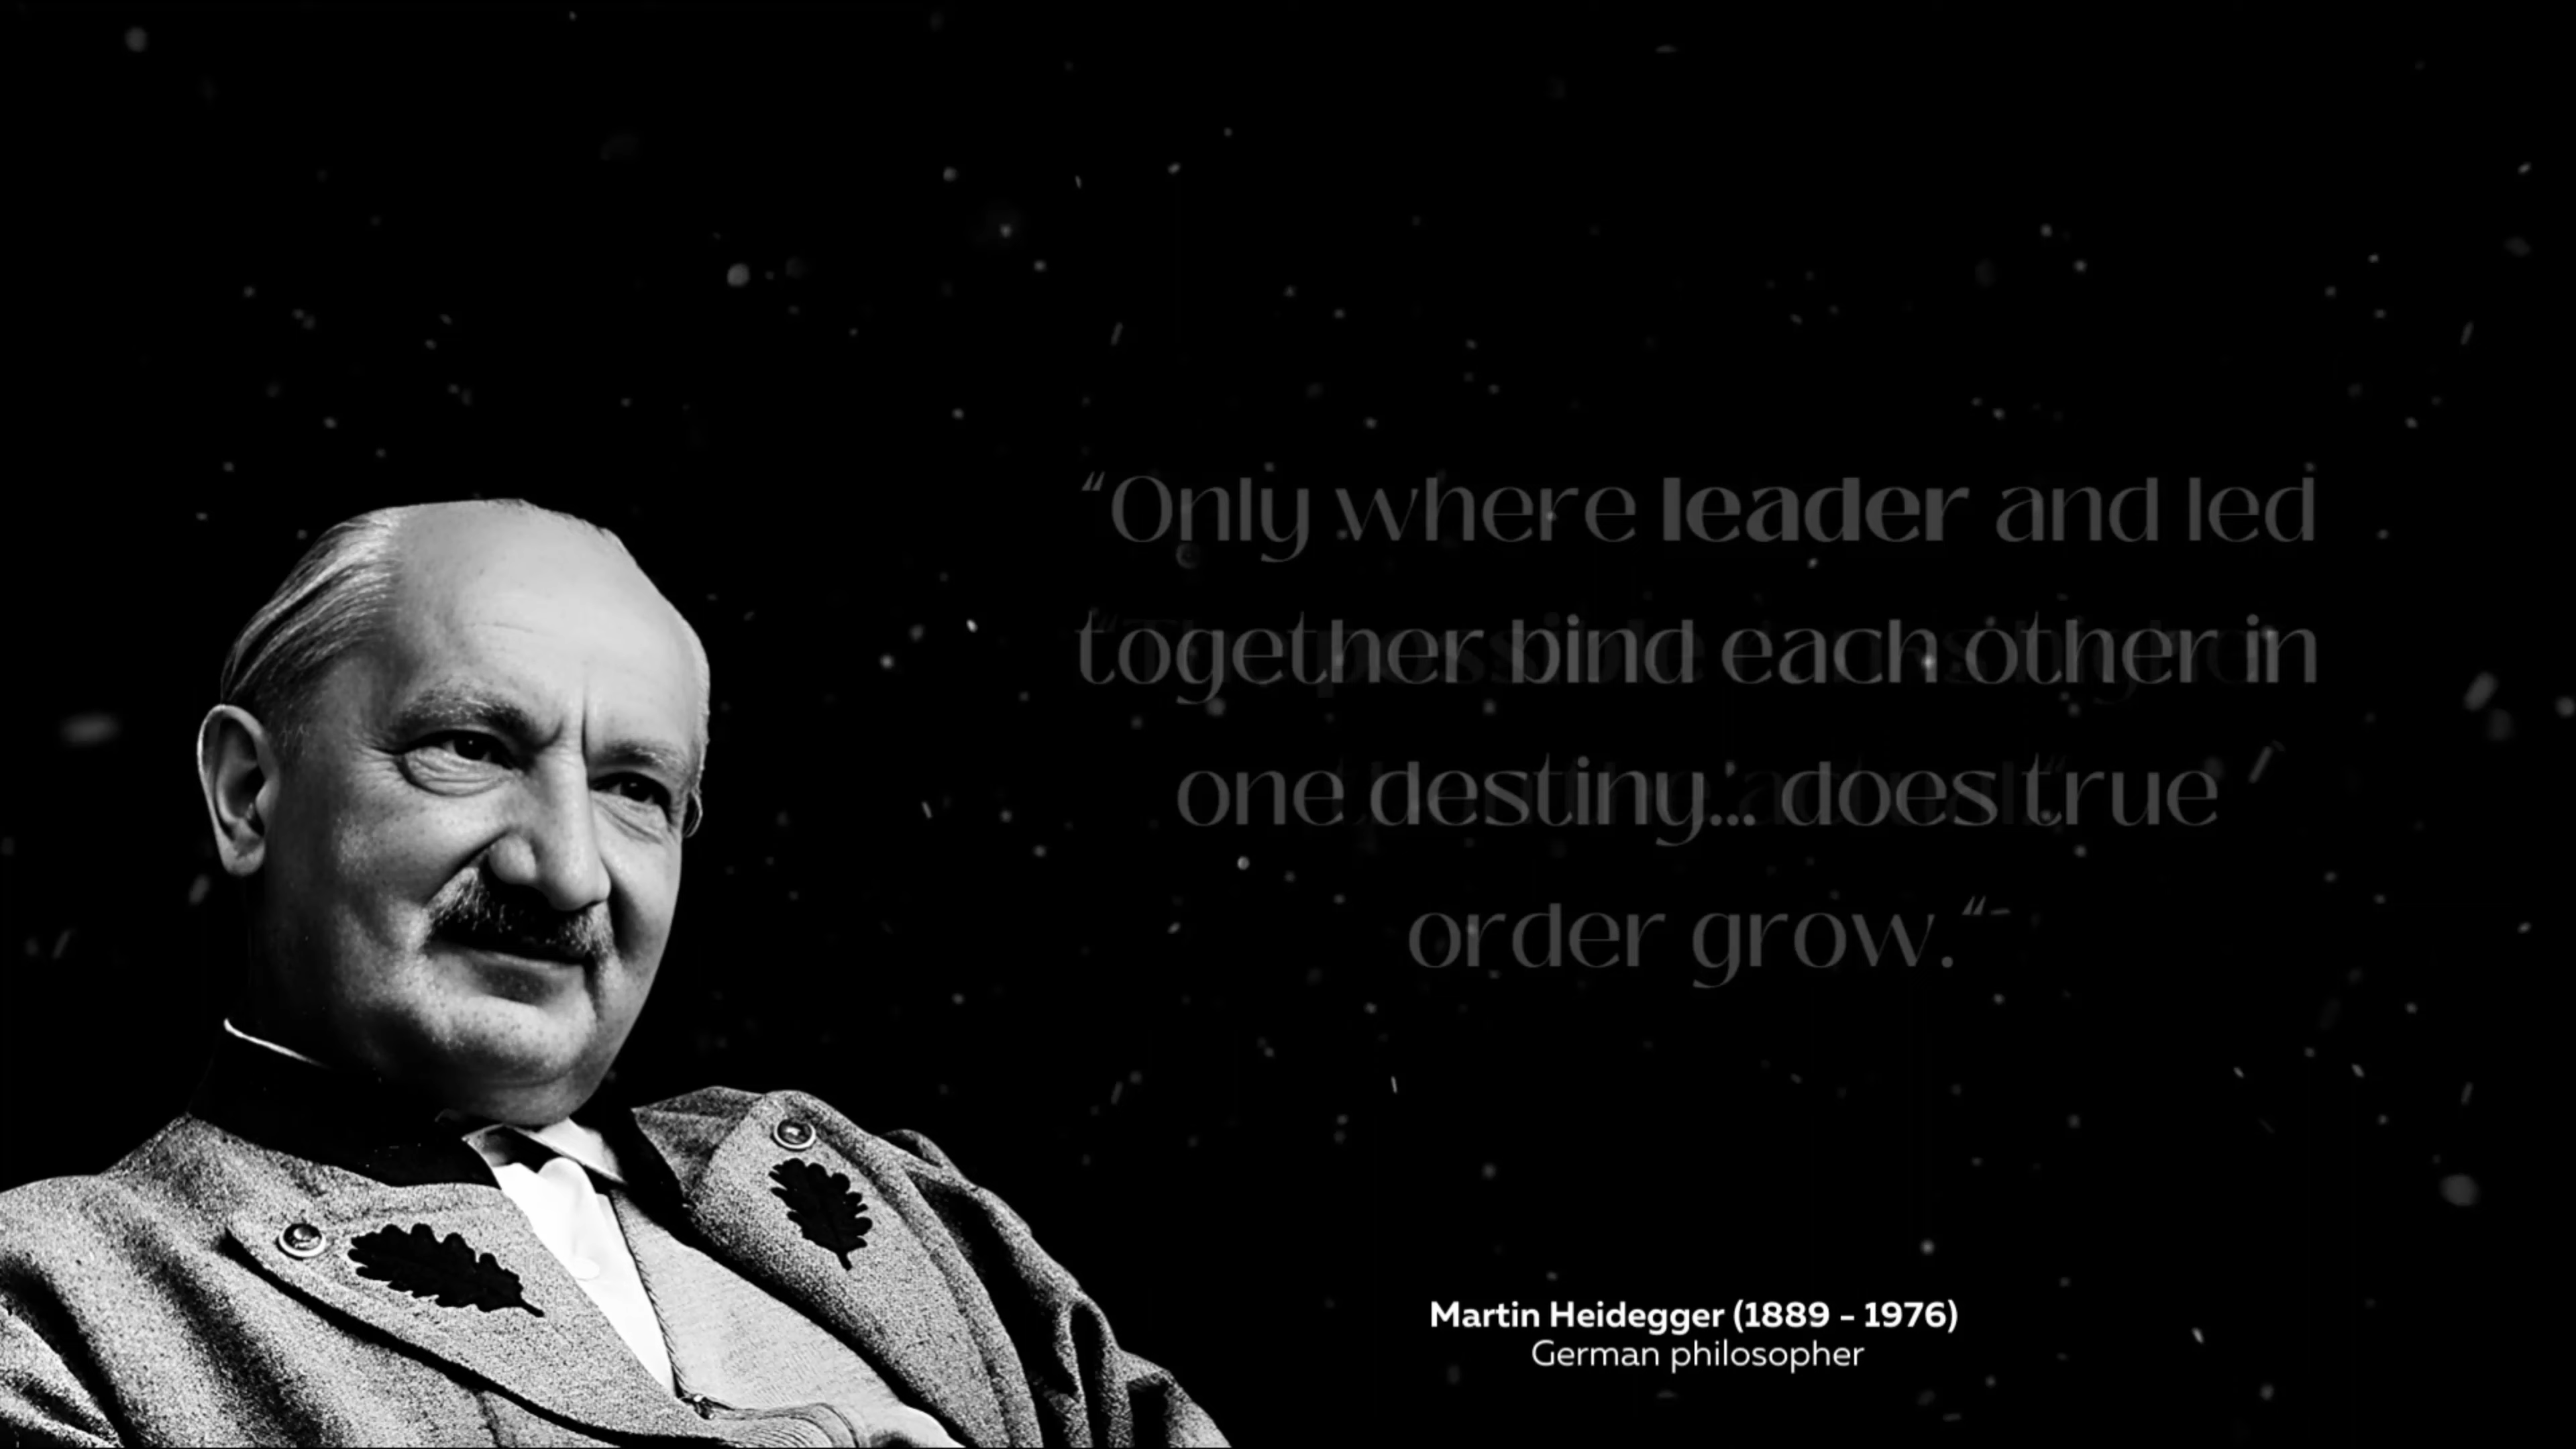 “Only where leader and led
together bind each other in
one destiny... does true
order grow.“
Martin Heidegger (1889 - 1976)
German philosopher